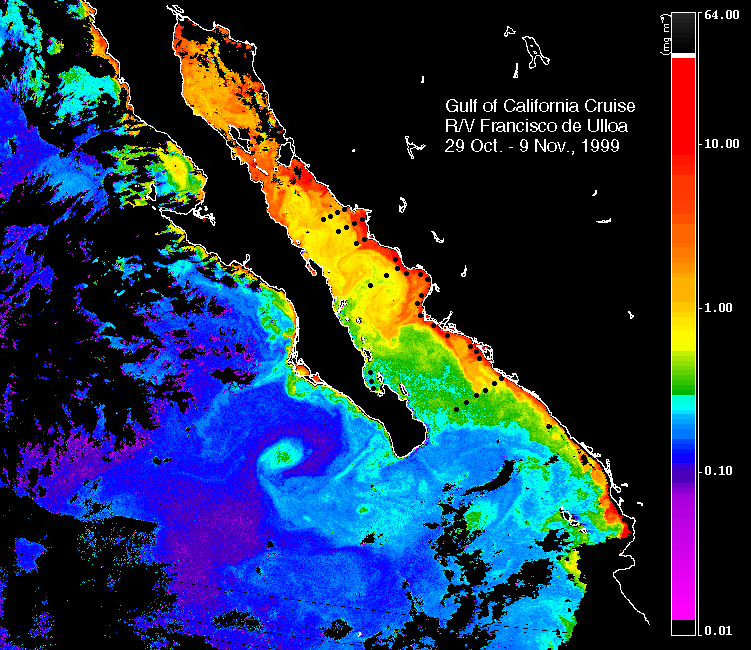 64.00
(mg m⁻³)
Gulf of California Cruise
R/V Francisco de Ulloa
29 Oct. - 9 Nov., 1999
10.00
1.00
0.10
0.01